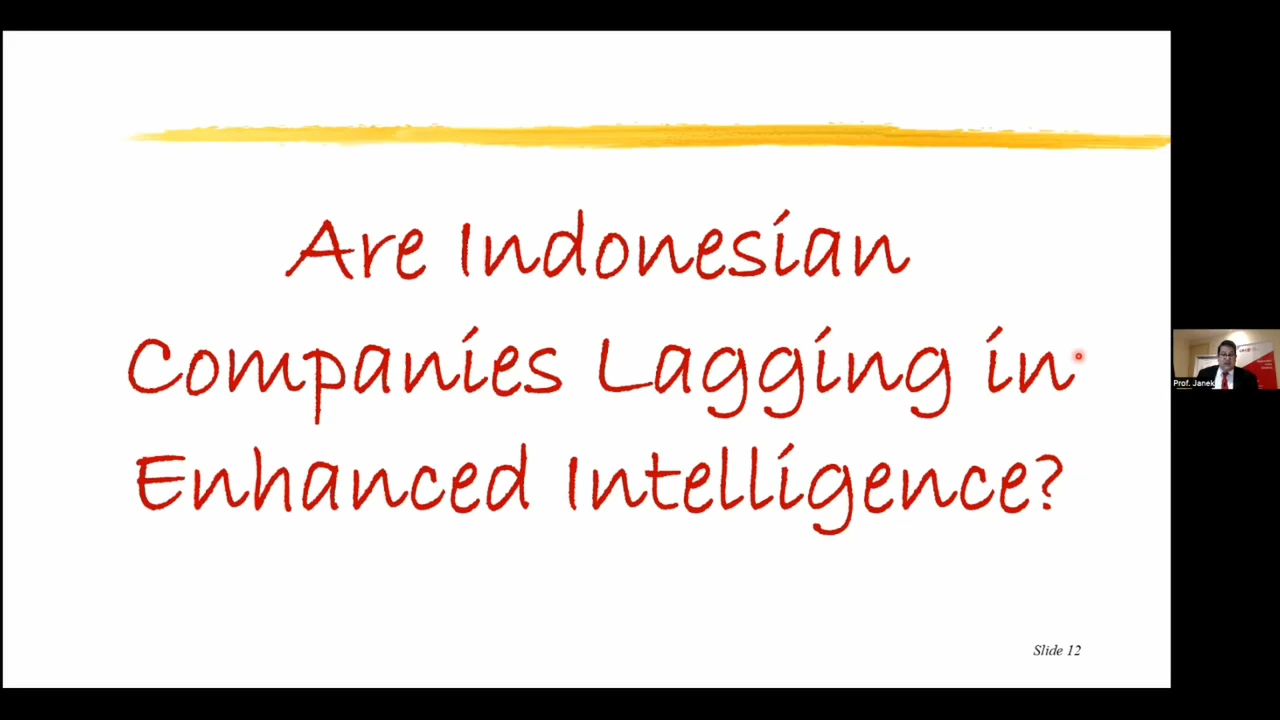 Are Indonesian
Companies Lagging in
Enhanced Intelligence?
Slide 12
Prof. Janek